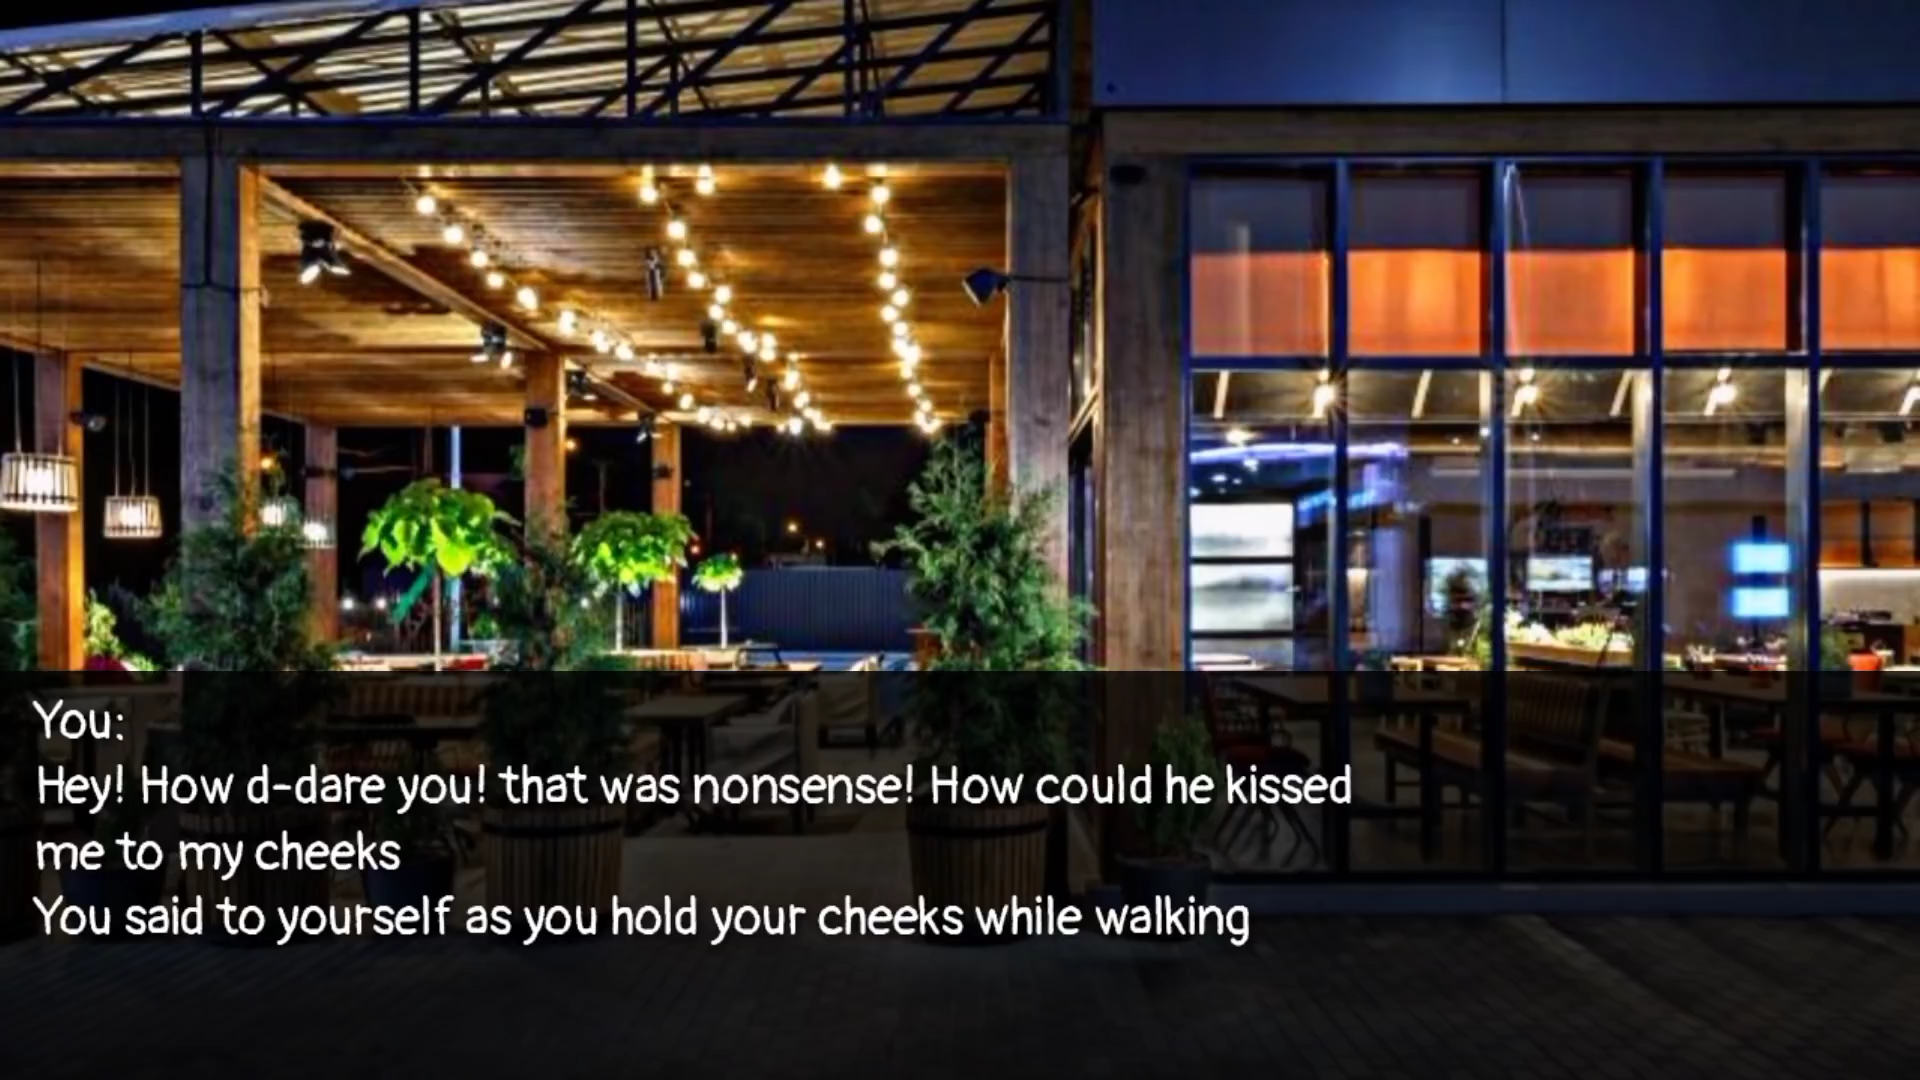 You:
Hey! How d-dare you! that was nonsense! How could he kissed
me to my cheeks
You said to yourself as you hold your cheeks while walking